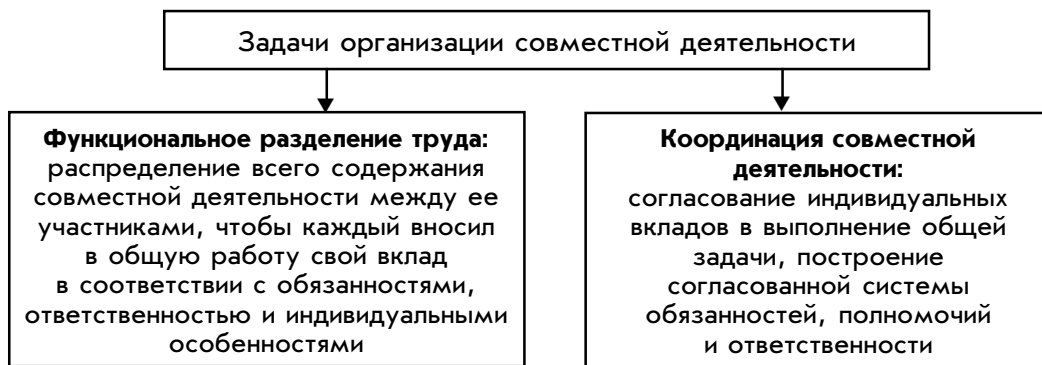 Задачи организации совместной деятельности
Функциональное разделение труда:
распределение всего содержания
совместной деятельности между ее
участниками, чтобы каждый вносил
в общую работу свой вклад
в соответствии с обязанностями,
ответственностью и индивидуальными
особенностями
Координация совместной
деятельности:
согласование индивидуальных
вкладов в выполнение общей
задачи, построение
согласованной системы
обязанностей, полномочий
и ответственности